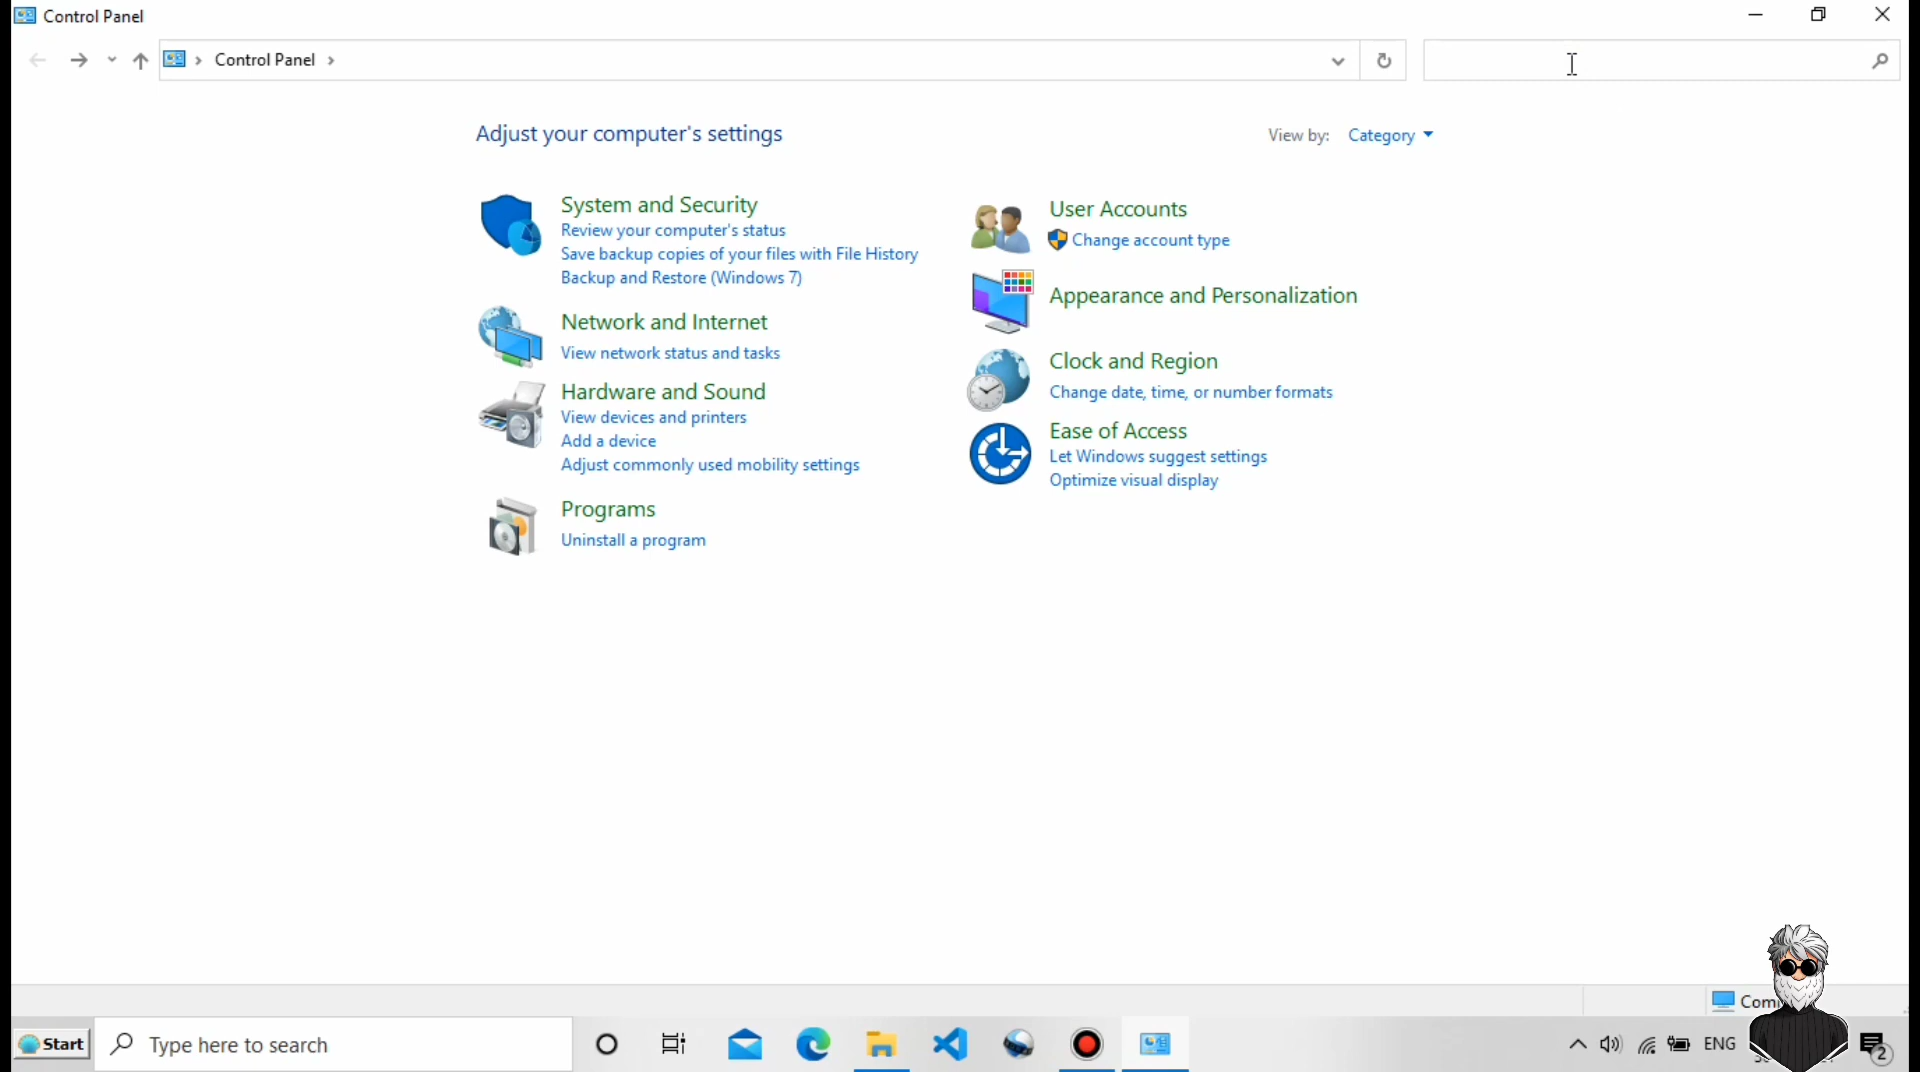 Control Panel
Control Panel
Adjust your computer's settings
View by: Category
System and Security
Review your computer's status
Save backup copies of your files with File History
Backup and Restore (Windows 7)
Network and Internet
View network status and tasks
Hardware and Sound
View devices and printers
Add a device
Adjust commonly used mobility settings
Programs
Uninstall a program
User Accounts
Change account type
Appearance and Personalization
Clock and Region
Change date, time, or number formats
Ease of Access
Let Windows suggest settings
Optimize visual display
Start
Type here to search
ENG
2